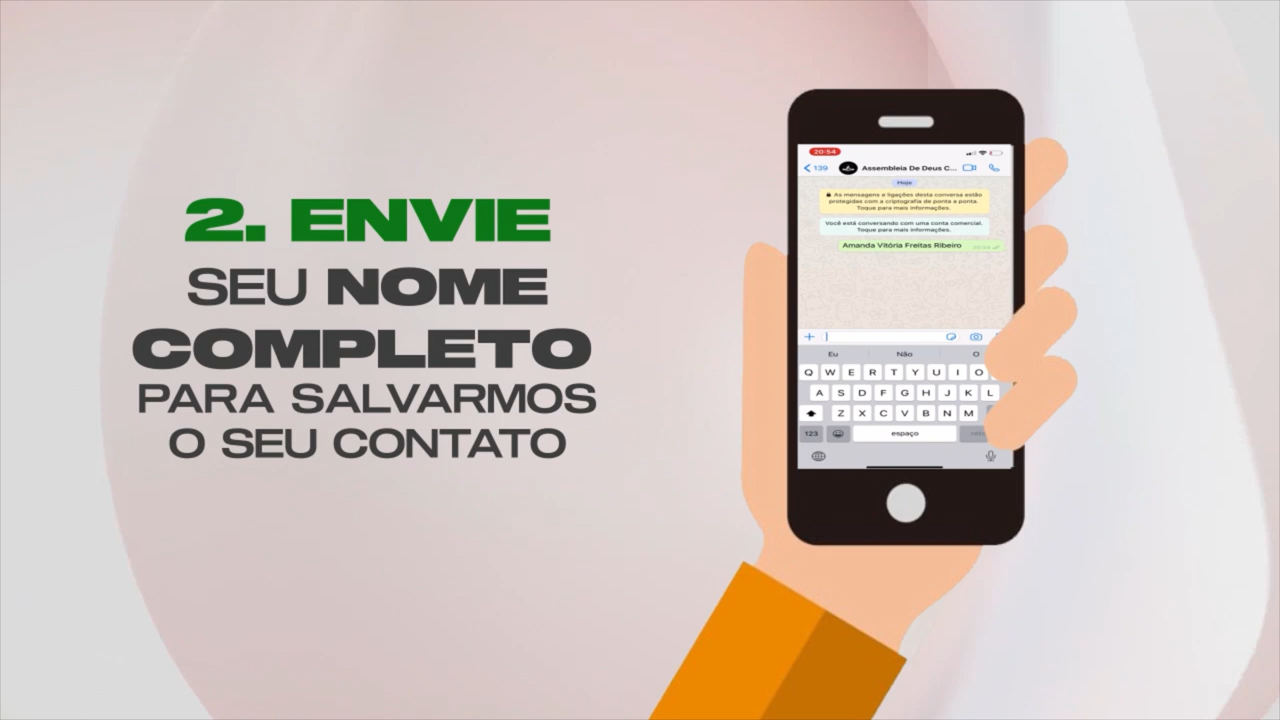 2. ENVIE
SEU NOME
COMPLETO
PARA SALVARMOS
O SEU CONTATO
20:54
139
Assembleia De Deus C...
Hoje
As mensagens e ligações desta conversa estão
protegidas com a criptografia de ponta a ponta.
Toque para mais informações.
Você está conversando com uma conta comercial.
Toque para mais informações.
Amanda Vitória Freitas Ribeiro
Eu Não O
Q W E R T Y U I O
A S D F G H J K L
Z X C V B N M
123 espaço